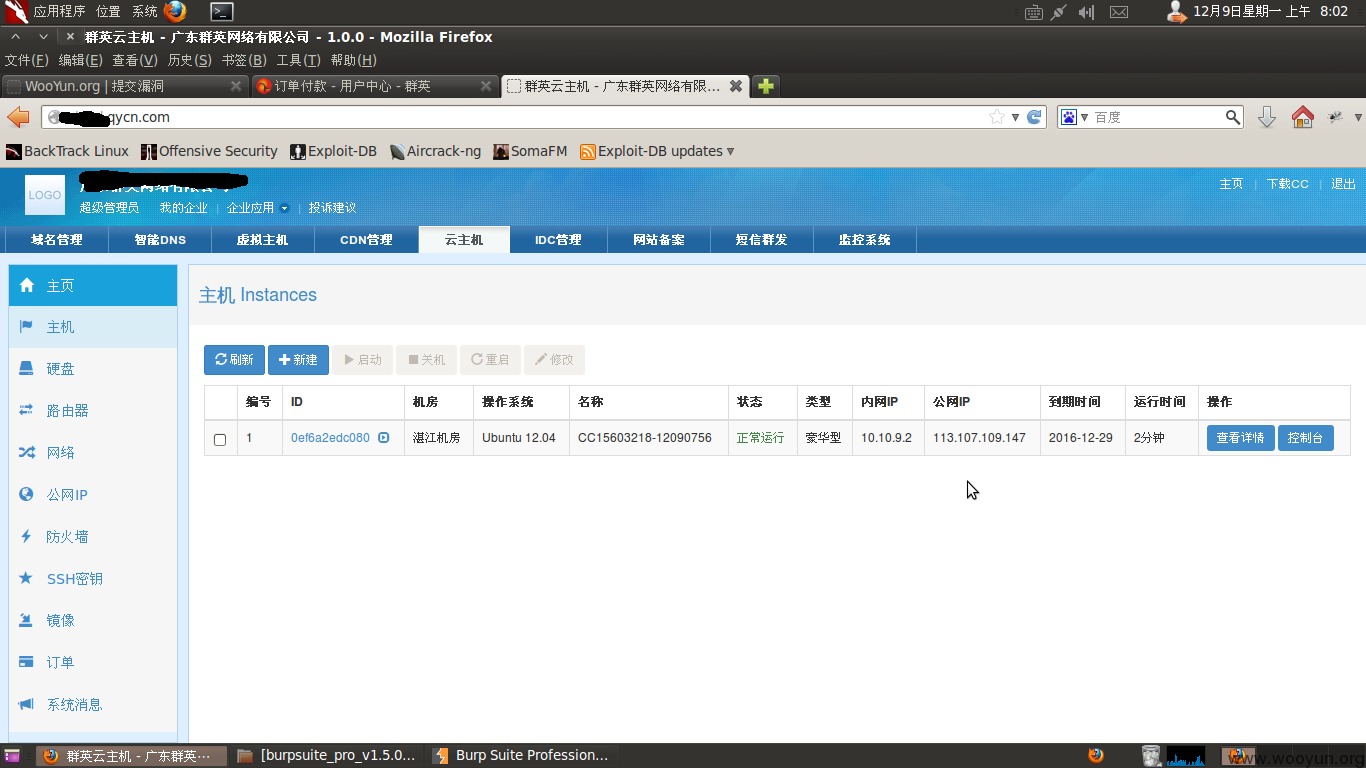 应用程序 位置 系统 12月9日星期一 上午 8:02
群英云主机 - 广东群英网络有限公司 - 1.0.0 - Mozilla Firefox
文件(F) 编辑(E) 查看(V) 历史(S) 书签(B) 工具(T) 帮助(H)
WooYun.org | 提交漏洞 订单付款 - 用户中心 - 群英 群英云主机 - 广东群英网络有限...
qycn.com 百度
BackTrack Linux Offensive Security Exploit-DB Aircrack-ng SomaFM Exploit-DB updates
LOGO 主页 | 下载CC | 退出
超级管理员 我的企业 | 企业应用 | 投诉建议
域名管理 智能DNS 虚拟主机 CDN管理 云主机 IDC管理 网站备案 短信群发 监控系统
主页
主机
硬盘
路由器
网络
公网IP
防火墙
SSH密钥
镜像
订单
系统消息
主机 Instances
刷新 新建 启动 关机 重启 修改
编号 ID 机房 操作系统 名称 状态 类型 内网IP 公网IP 到期时间 运行时间 操作
1 0ef6a2edc080 湛江机房 Ubuntu 12.04 CC15603218-12090756 正常运行 豪华型 10.10.9.2 113.107.109.147 2016-12-29 2分钟 查看详情 控制台
群英云主机 - 广东群英... [burpsuite_pro_v1.5.0... Burp Suite Profession...
www.wooyun.org